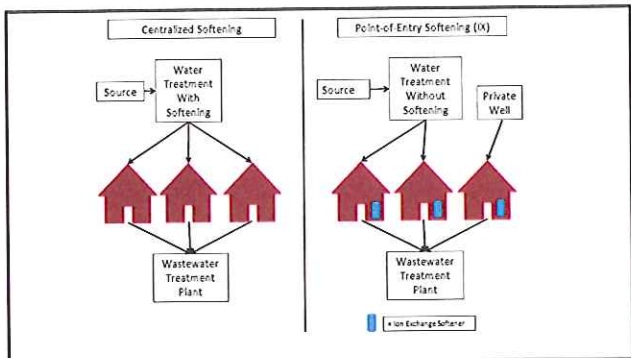 Centralized Softening
Source
Water
Treatment
With
Softening
Wastewater
Treatment
Plant
Point-of-Entry Softening (IX)
Source
Water
Treatment
Without
Softening
Private
Well
Wastewater
Treatment
Plant
= Ion Exchange Softener